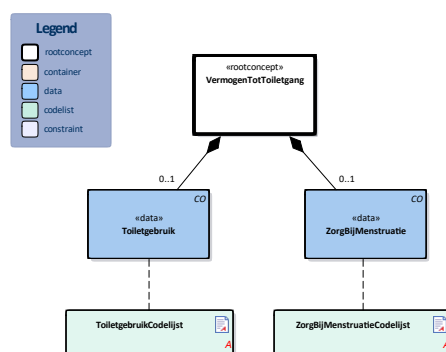 Legend
rootconcept
container
data
codelist
constraint
«rootconcept»
VermogenTotToiletgang
0..1
0..1
CO
«data»
Toiletgebruik
CO
«data»
ZorgBijMenstruatie
ToiletgebruikCodelijst
A
ZorgBijMenstruatieCodelijst
A